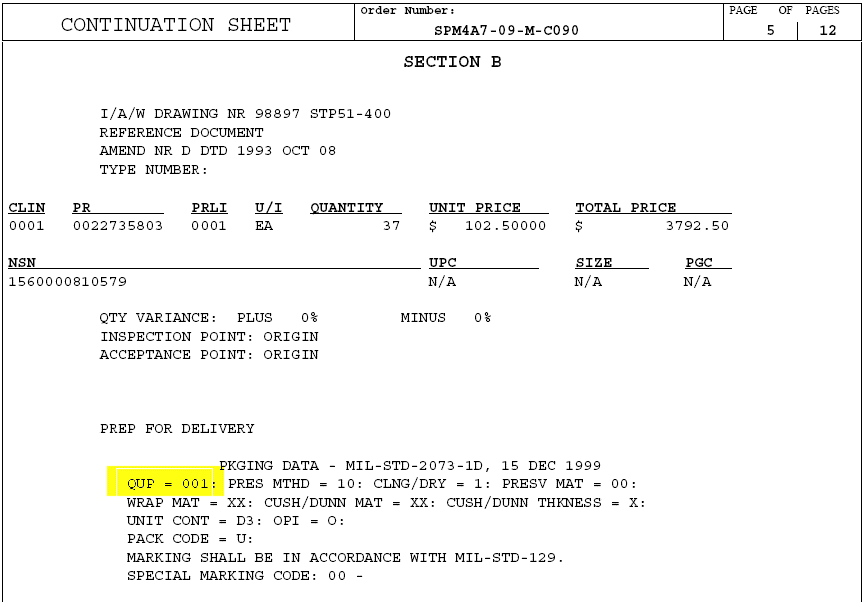 CONTINUATION SHEET
Order Number:
SPM4A7-09-M-C090
PAGE OF PAGES
5 12
SECTION B
I/A/W DRAWING NR 98897 STP51-400
REFERENCE DOCUMENT
AMEND NR D DTD 1993 OCT 08
TYPE NUMBER:
CLIN PR PRLI U/I QUANTITY UNIT PRICE TOTAL PRICE
0001 0022735803 0001 EA 37 $ 102.50000 $ 3792.50
NSN UPC SIZE PGC
1560000810579 N/A N/A N/A
QTY VARIANCE: PLUS 0% MINUS 0%
INSPECTION POINT: ORIGIN
ACCEPTANCE POINT: ORIGIN
PREP FOR DELIVERY
PKGING DATA - MIL-STD-2073-1D, 15 DEC 1999
QUP = 001: PRES MTHD = 10: CLNG/DRY = 1: PRESV MAT = 00:
WRAP MAT = XX: CUSH/DUNN MAT = XX: CUSH/DUNN THKNESS = X:
UNIT CONT = D3: OPI = O:
PACK CODE = U:
MARKING SHALL BE IN ACCORDANCE WITH MIL-STD-129.
SPECIAL MARKING CODE: 00 -